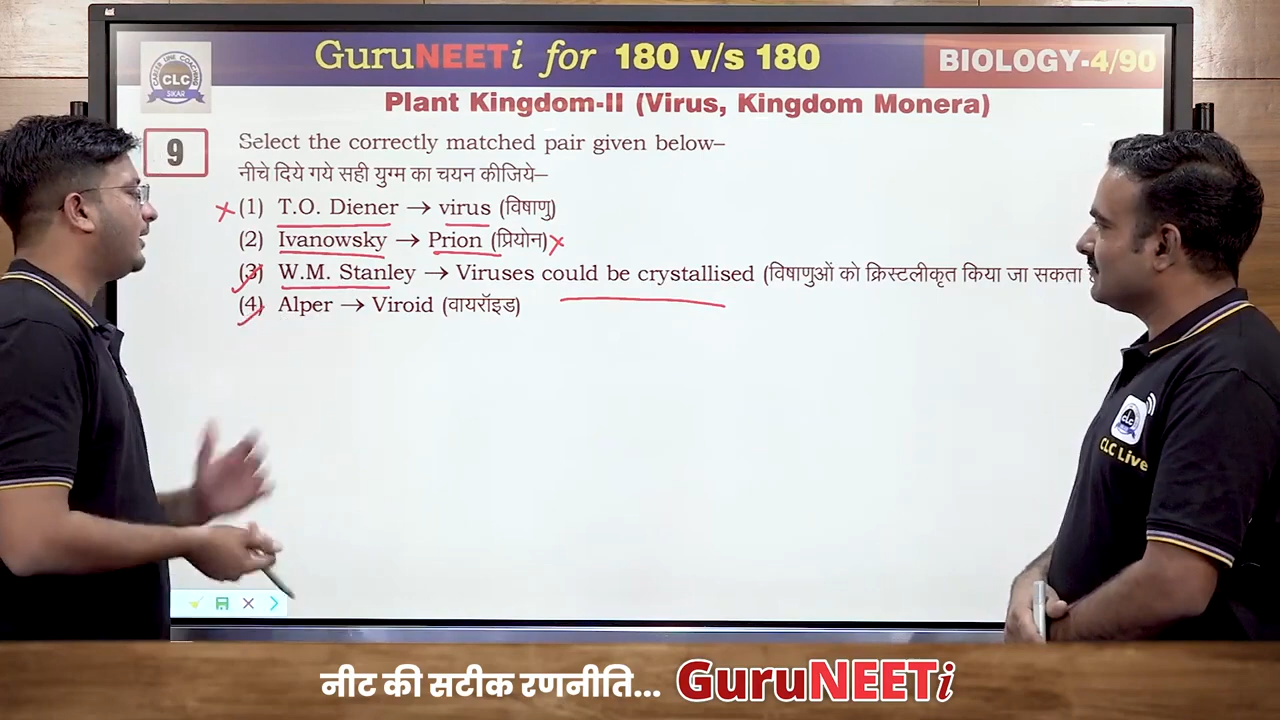 GuruNEETi for 180 v/s 180
BIOLOGY-4/90
CLC
SIKAR
Plant Kingdom-II (Virus, Kingdom Monera)
9
Select the correctly matched pair given below–
नीचे दिये गये सही युग्म का चयन कीजिये–
(1) T.O. Diener → virus (विषाणु)
(2) Ivanowsky → Prion (प्रियोन)
(3) W.M. Stanley → Viruses could be crystallised (विषाणुओं को क्रिस्टलीकृत किया जा सकता
(4) Alper → Viroid (वायरॉइड)
CLC
CLC Live
नीट की सटीक रणनीति... GuruNEETi